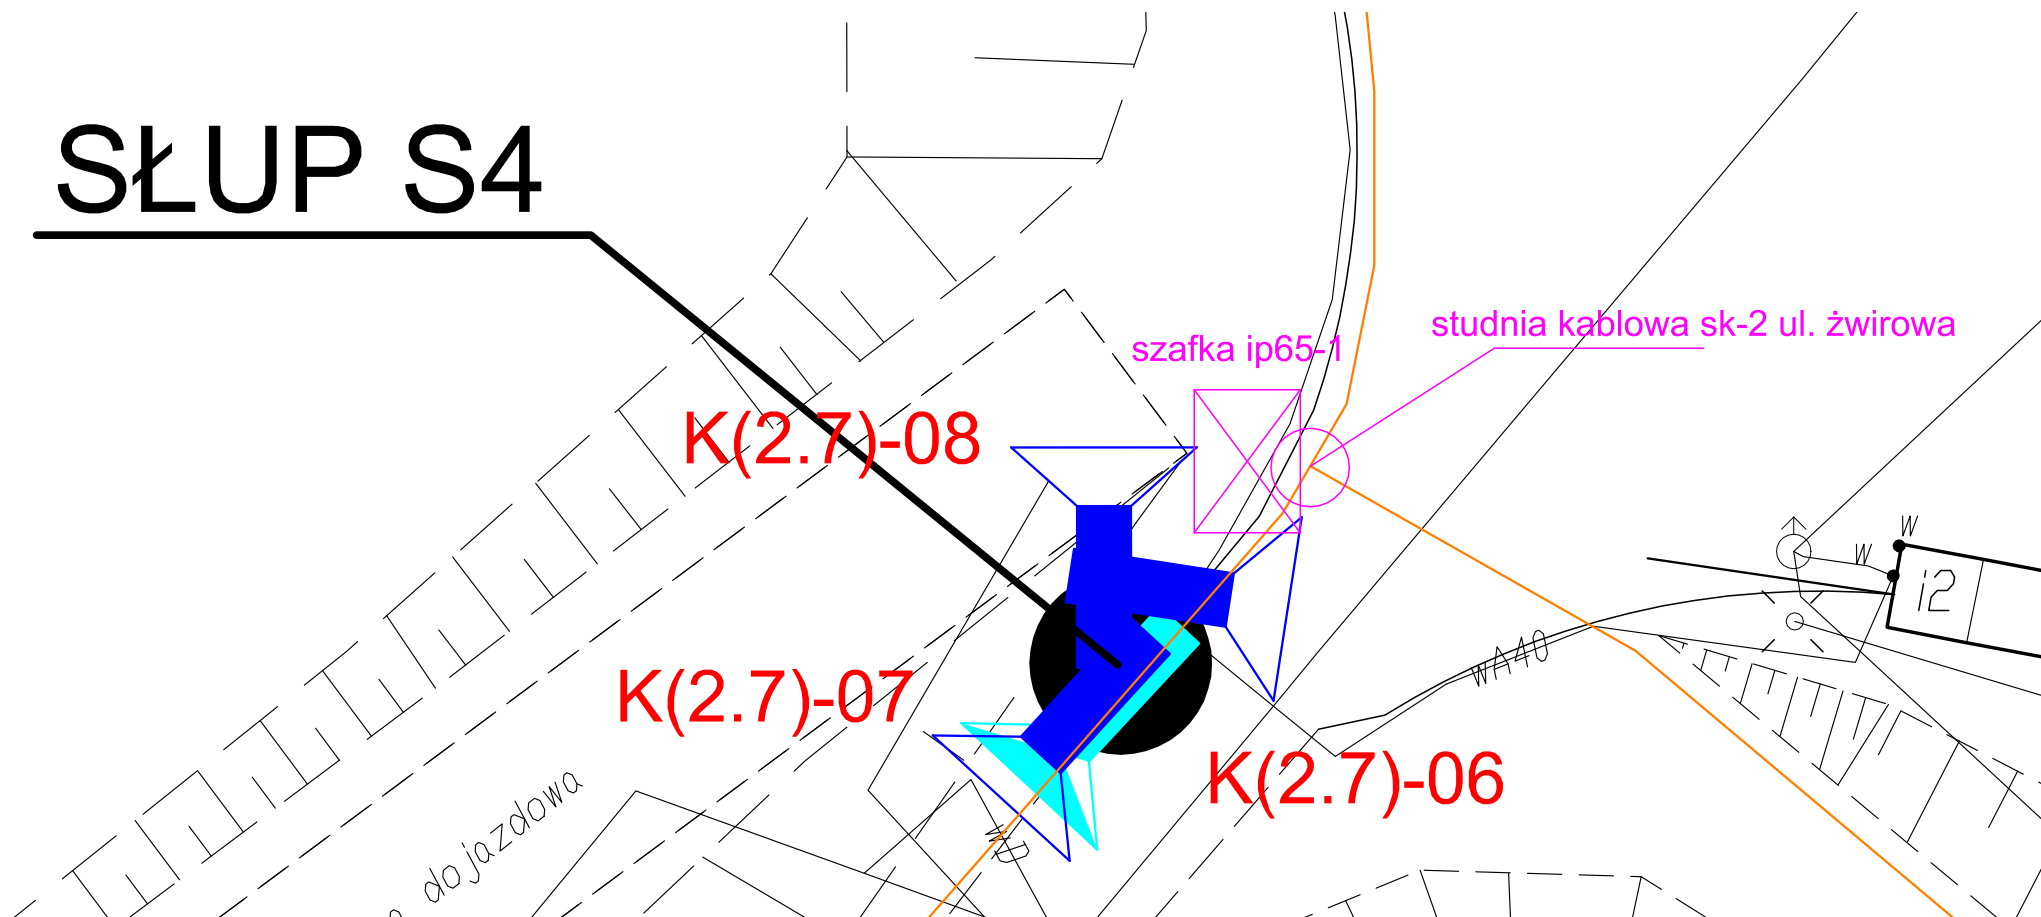 SŁUP S4
studnia kablowa sk-2 ul. żwirowa
szafka ip65-1
K(2.7)-08
W
W
i2
wA40
K(2.7)-07
K(2.7)-06
dojazdowa